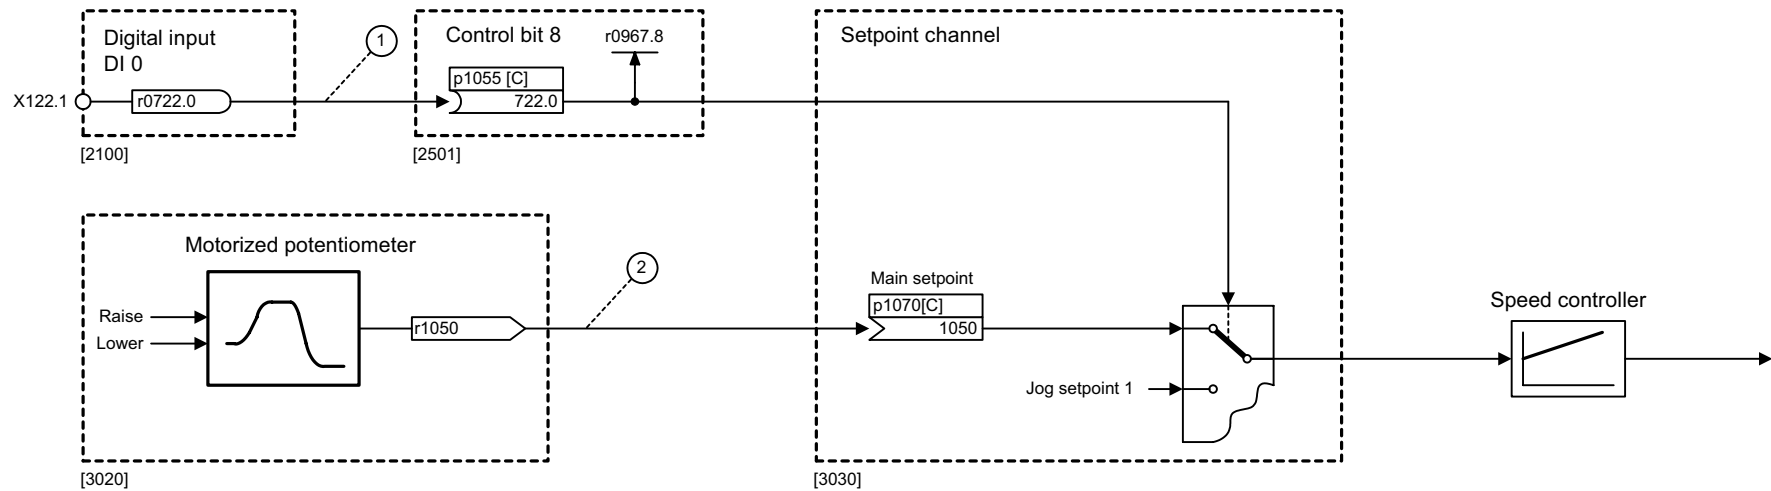 Digital input
DI 0
X122.1
r0722.0
[2100]
1
Control bit 8
r0967.8
p1055 [C]
722.0
[2501]
Setpoint channel
Motorized potentiometer
Raise
Lower
r1050
[3020]
2
Main setpoint
p1070[C]
1050
Jog setpoint 1
[3030]
Speed controller